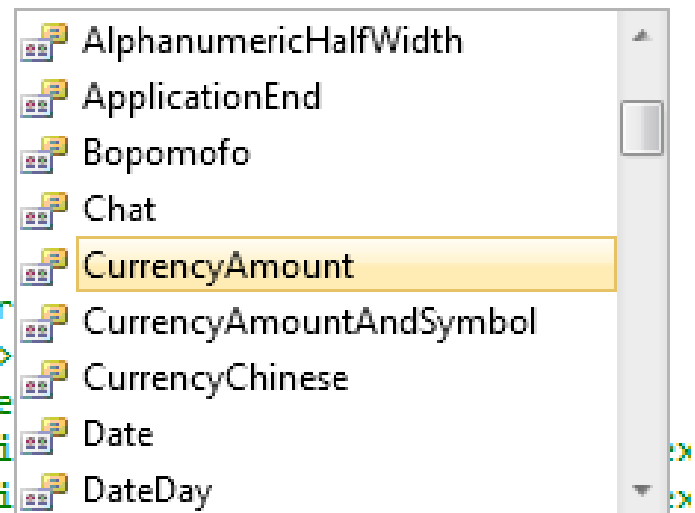 AlphanumericHalfWidth
ApplicationEnd
Bopomofo
Chat
CurrencyAmount
CurrencyAmountAndSymbol
CurrencyChinese
Date
DateDay